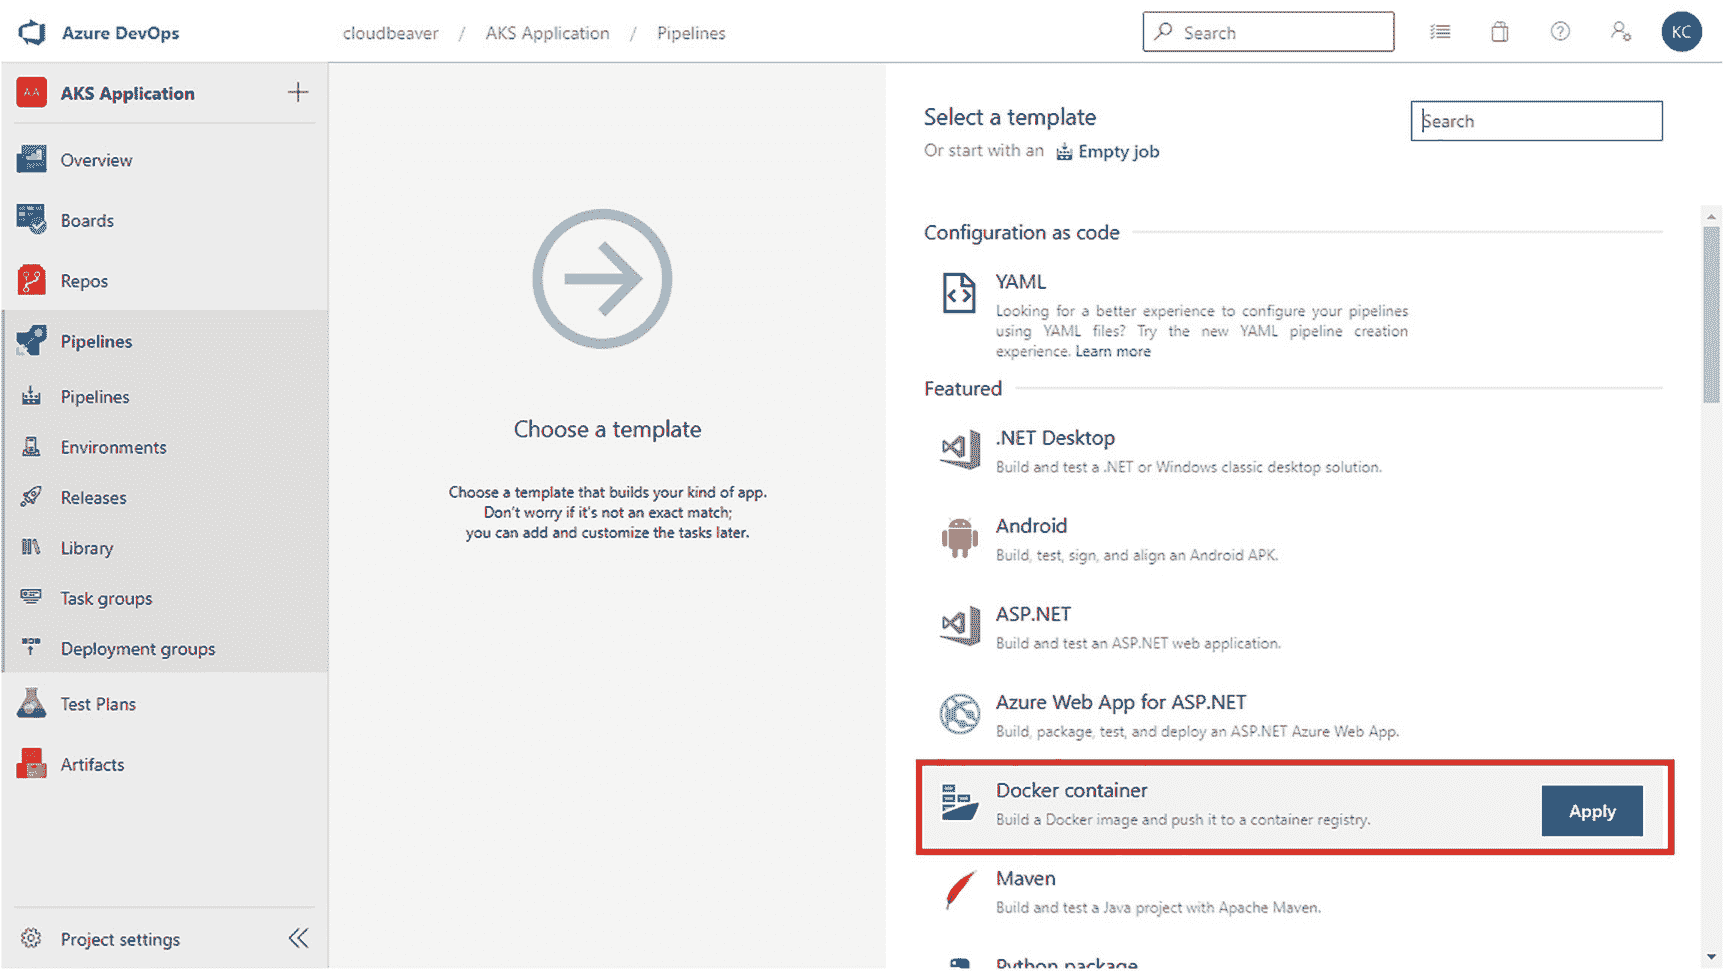 Azure DevOps
cloudbeaver / AKS Application / Pipelines
Search
KC
AA AKS Application
Overview
Boards
Repos
Pipelines
Pipelines
Environments
Releases
Library
Task groups
Deployment groups
Test Plans
Artifacts
Project settings
Choose a template
Choose a template that builds your kind of app.
Don't worry if it's not an exact match;
you can add and customize the tasks later.
Select a template
Search
Or start with an Empty job
Configuration as code
YAML
Looking for a better experience to configure your pipelines
using YAML files? Try the new YAML pipeline creation
experience. Learn more
Featured
.NET Desktop
Build and test a .NET or Windows classic desktop solution.
Android
Build, test, sign, and align an Android APK.
ASP.NET
Build and test an ASP.NET web application.
Azure Web App for ASP.NET
Build, package, test, and deploy an ASP.NET Azure Web App.
Docker container
Build a Docker image and push it to a container registry.
Apply
Maven
Build and test a Java project with Apache Maven.
Python package